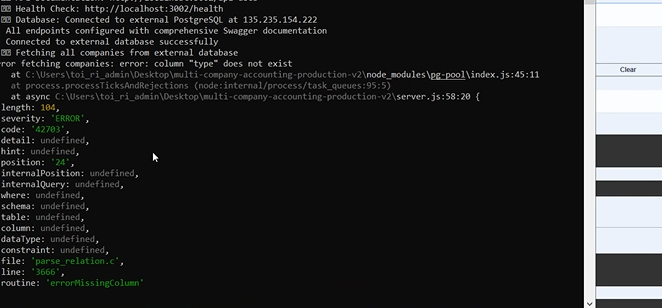 Health Check: http://localhost:3002/health
Database: Connected to external PostgreSQL at 135.235.154.222
All endpoints configured with comprehensive Swagger documentation
Connected to external database successfully
Fetching all companies from external database
rror fetching companies: error: column "type" does not exist
at C:\Users\toi_ri_admin\Desktop\multi-company-accounting-production-v2\node_modules\pg-pool\index.js:45:11
at process.processTicksAndRejections (node:internal/process/task_queues:95:5)
at async C:\Users\toi_ri_admin\Desktop\multi-company-accounting-production-v2\server.js:58:20 {
length: 104,
severity: 'ERROR',
code: '42703',
detail: undefined,
hint: undefined,
position: '24',
internalPosition: undefined,
internalQuery: undefined,
where: undefined,
schema: undefined,
table: undefined,
column: undefined,
dataType: undefined,
constraint: undefined,
file: 'parse_relation.c',
line: '3666',
routine: 'errorMissingColumn'
Clear